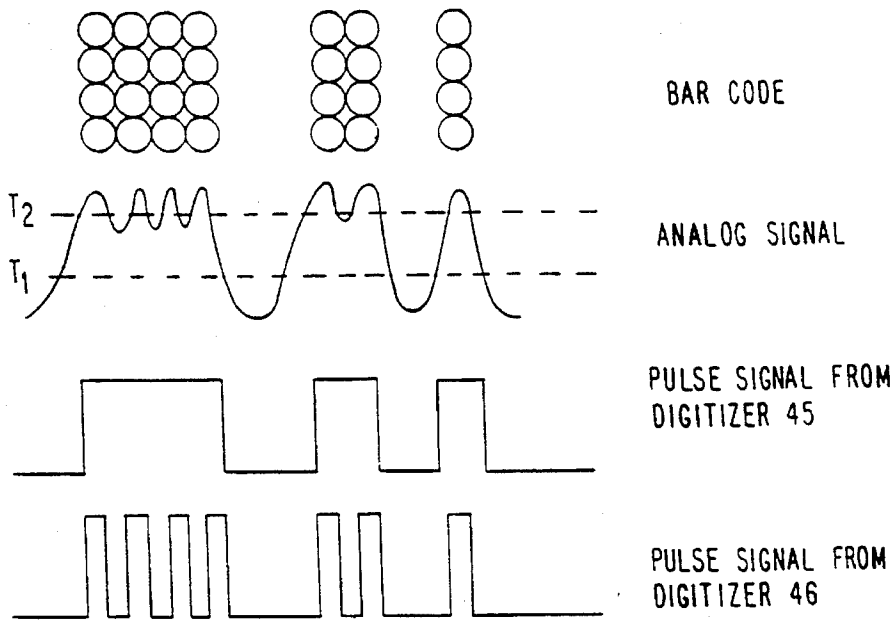 BAR CODE
T2
ANALOG SIGNAL
T1
PULSE SIGNAL FROM
DIGITIZER 45
PULSE SIGNAL FROM
DIGITIZER 46